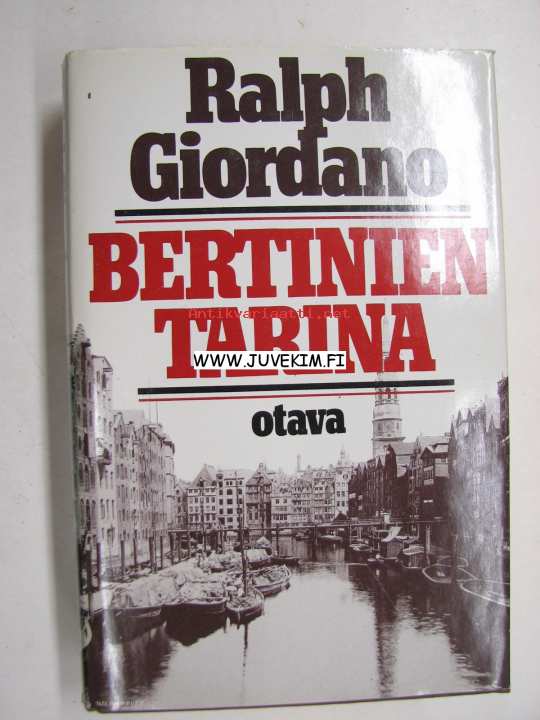 Ralph
Giordano
BERTINIEN
Antikvariaatti.net
TARINA
WWW.JUVEKIM.FI
otava